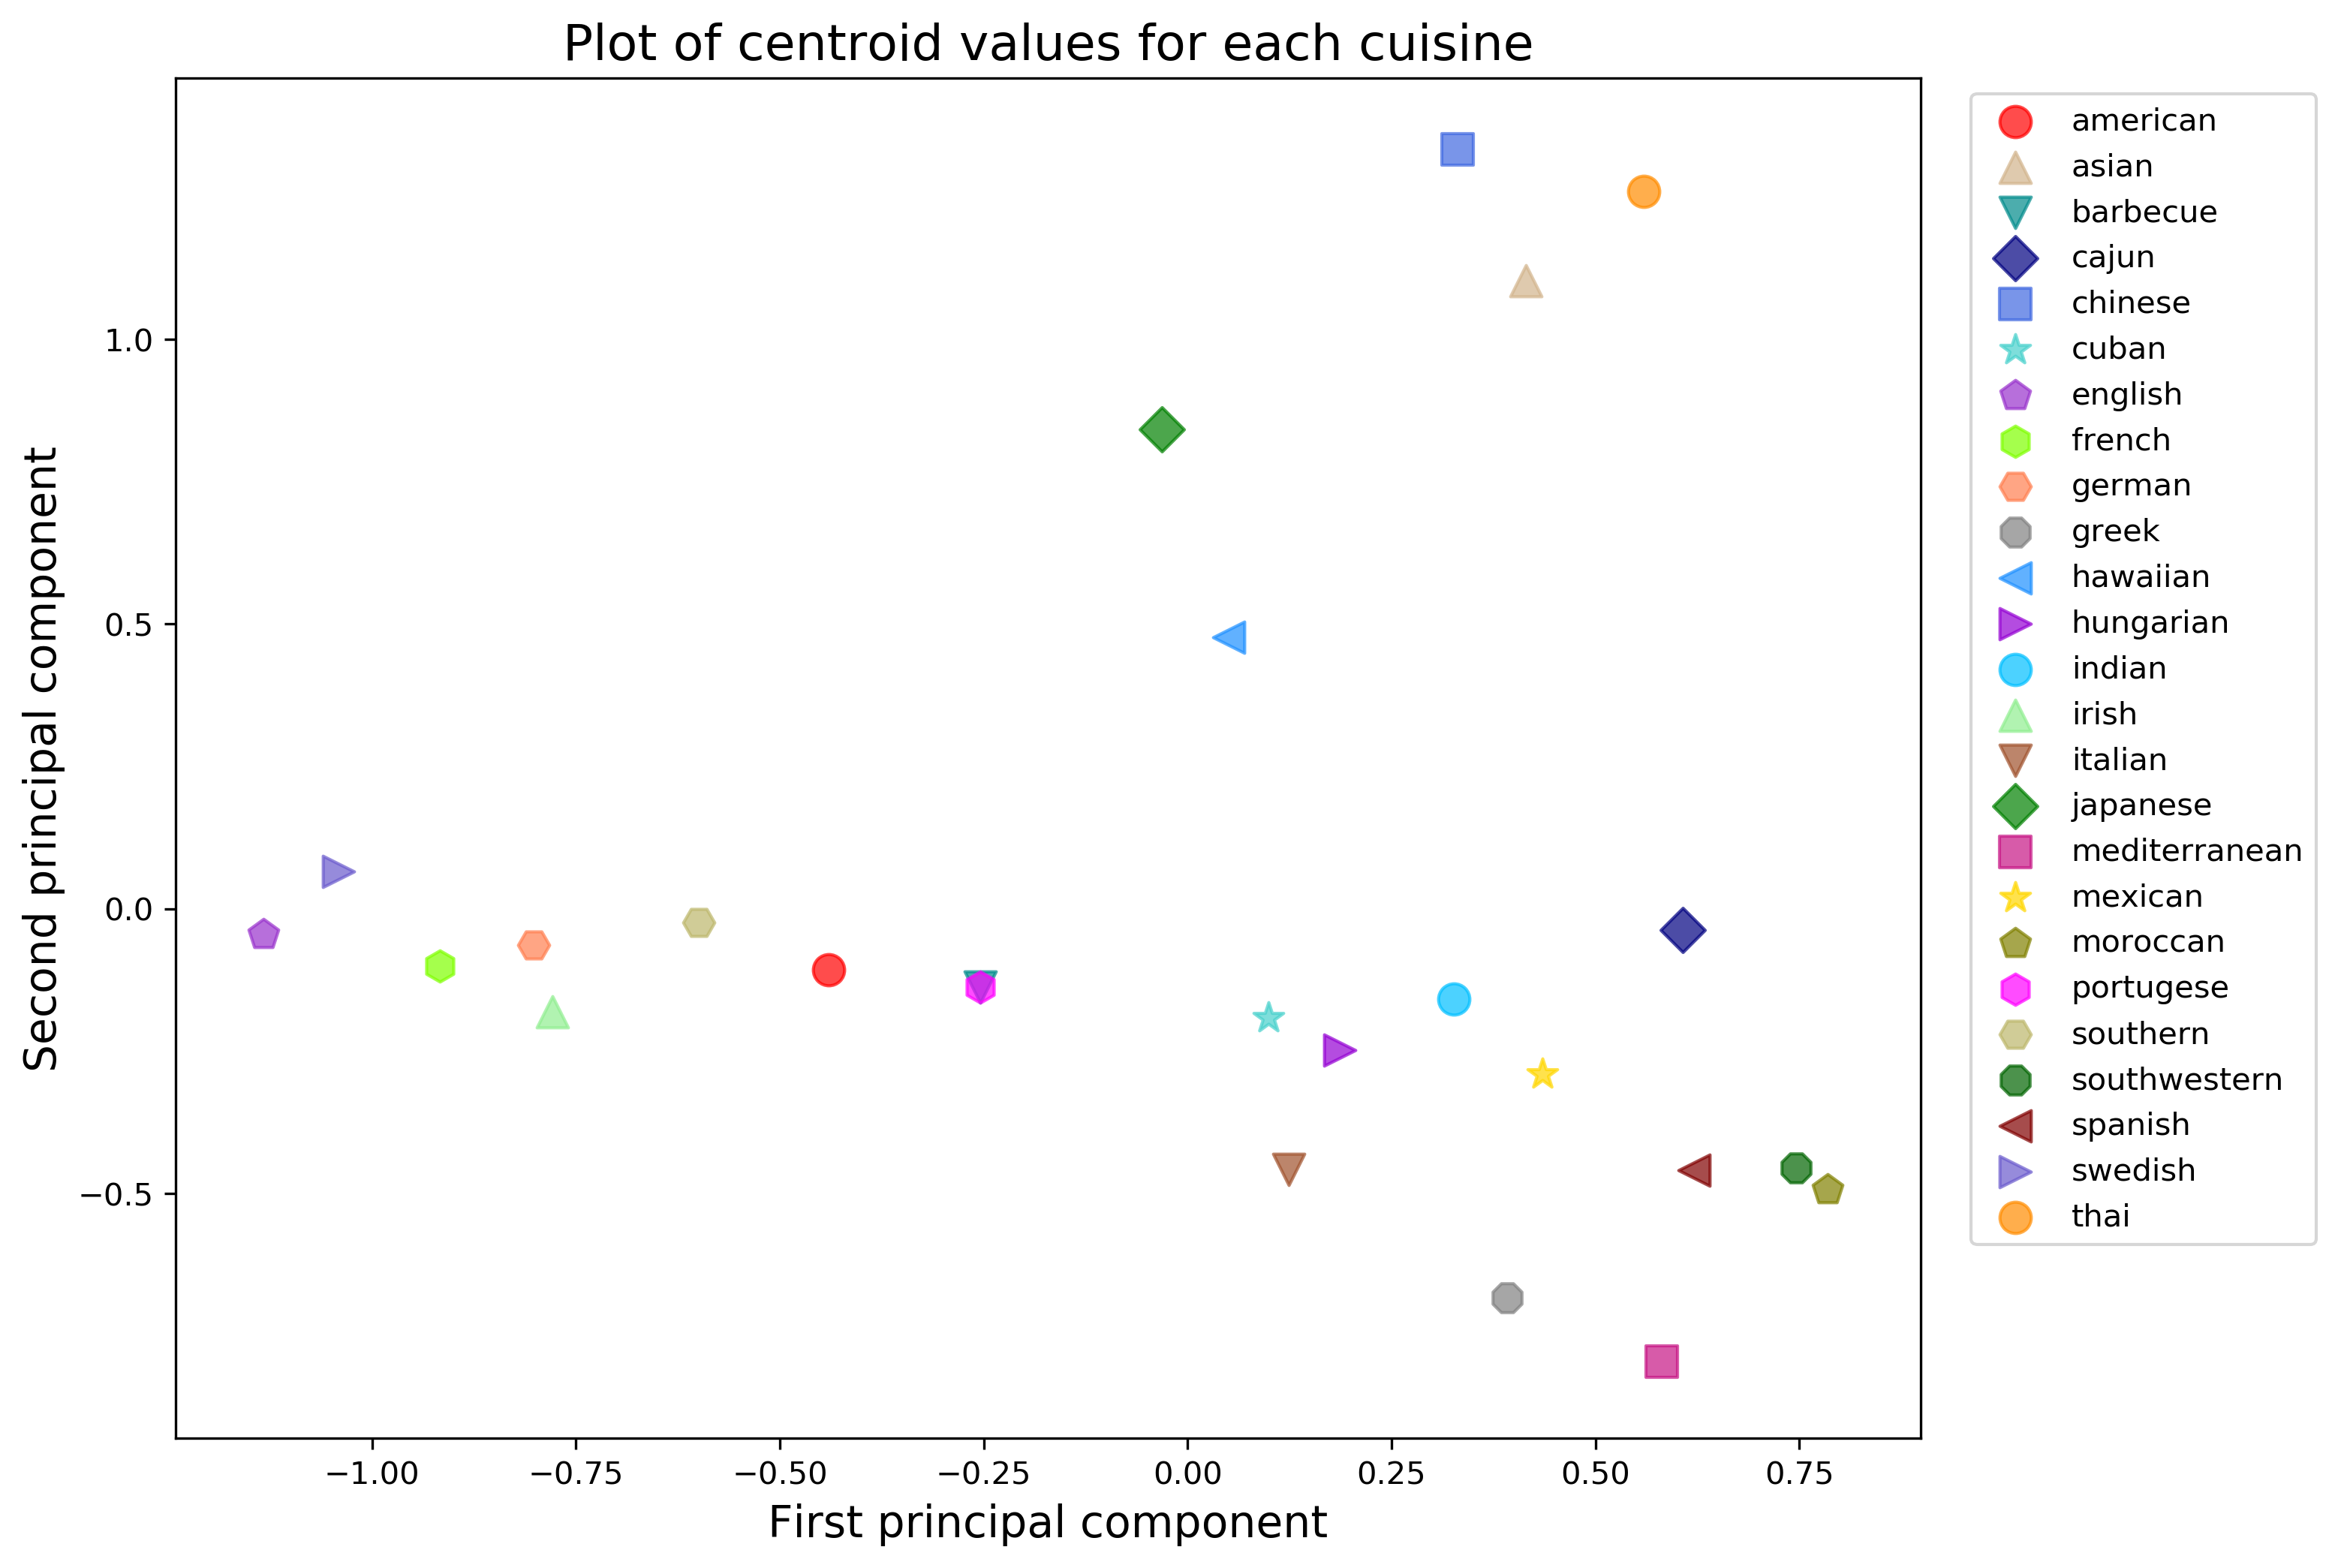 Plot of centroid values for each cuisine
Second principal component
1.0
0.5
0.0
−0.5
−1.00
−0.75
−0.50
−0.25
0.00
0.25
0.50
0.75
First principal component
american
asian
barbecue
cajun
chinese
cuban
english
french
german
greek
hawaiian
hungarian
indian
irish
italian
japanese
mediterranean
mexican
moroccan
portugese
southern
southwestern
spanish
swedish
thai